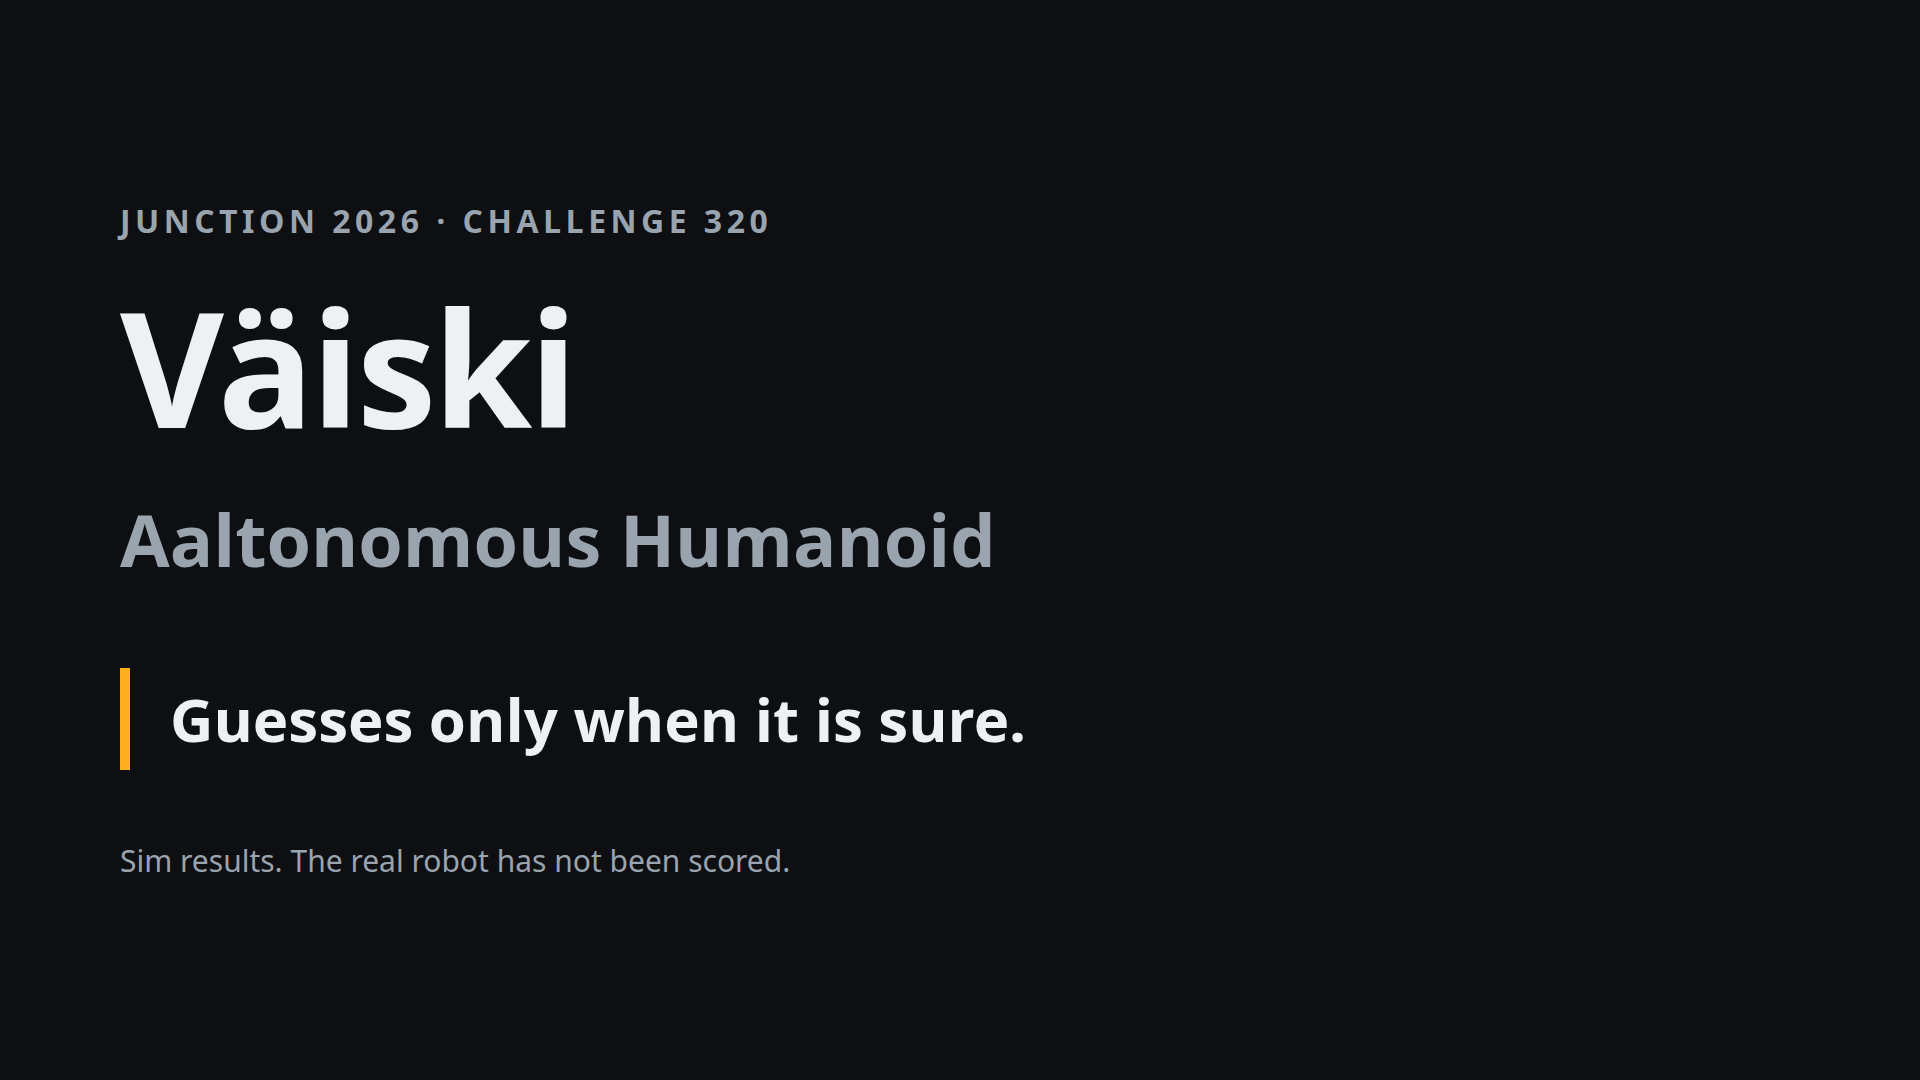 JUNCTION 2026 · CHALLENGE 320
Väiski
Aaltonomous Humanoid
Guesses only when it is sure.
Sim results. The real robot has not been scored.